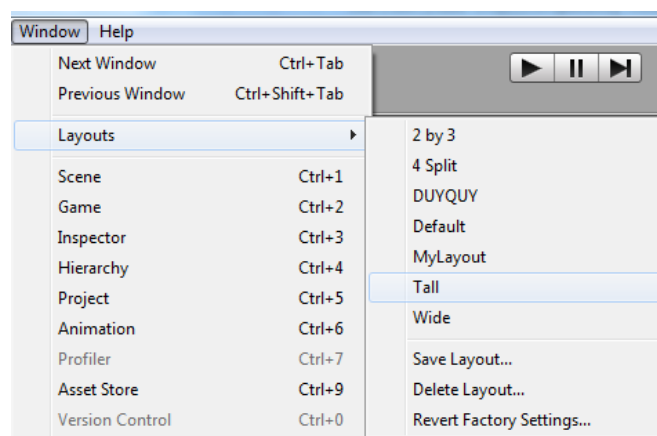 Window Help
Next Window Ctrl+Tab
Previous Window Ctrl+Shift+Tab
Layouts
Scene Ctrl+1
Game Ctrl+2
Inspector Ctrl+3
Hierarchy Ctrl+4
Project Ctrl+5
Animation Ctrl+6
Profiler Ctrl+7
Asset Store Ctrl+9
Version Control Ctrl+0
2 by 3
4 Split
DUYQUY
Default
MyLayout
Tall
Wide
Save Layout...
Delete Layout...
Revert Factory Settings...